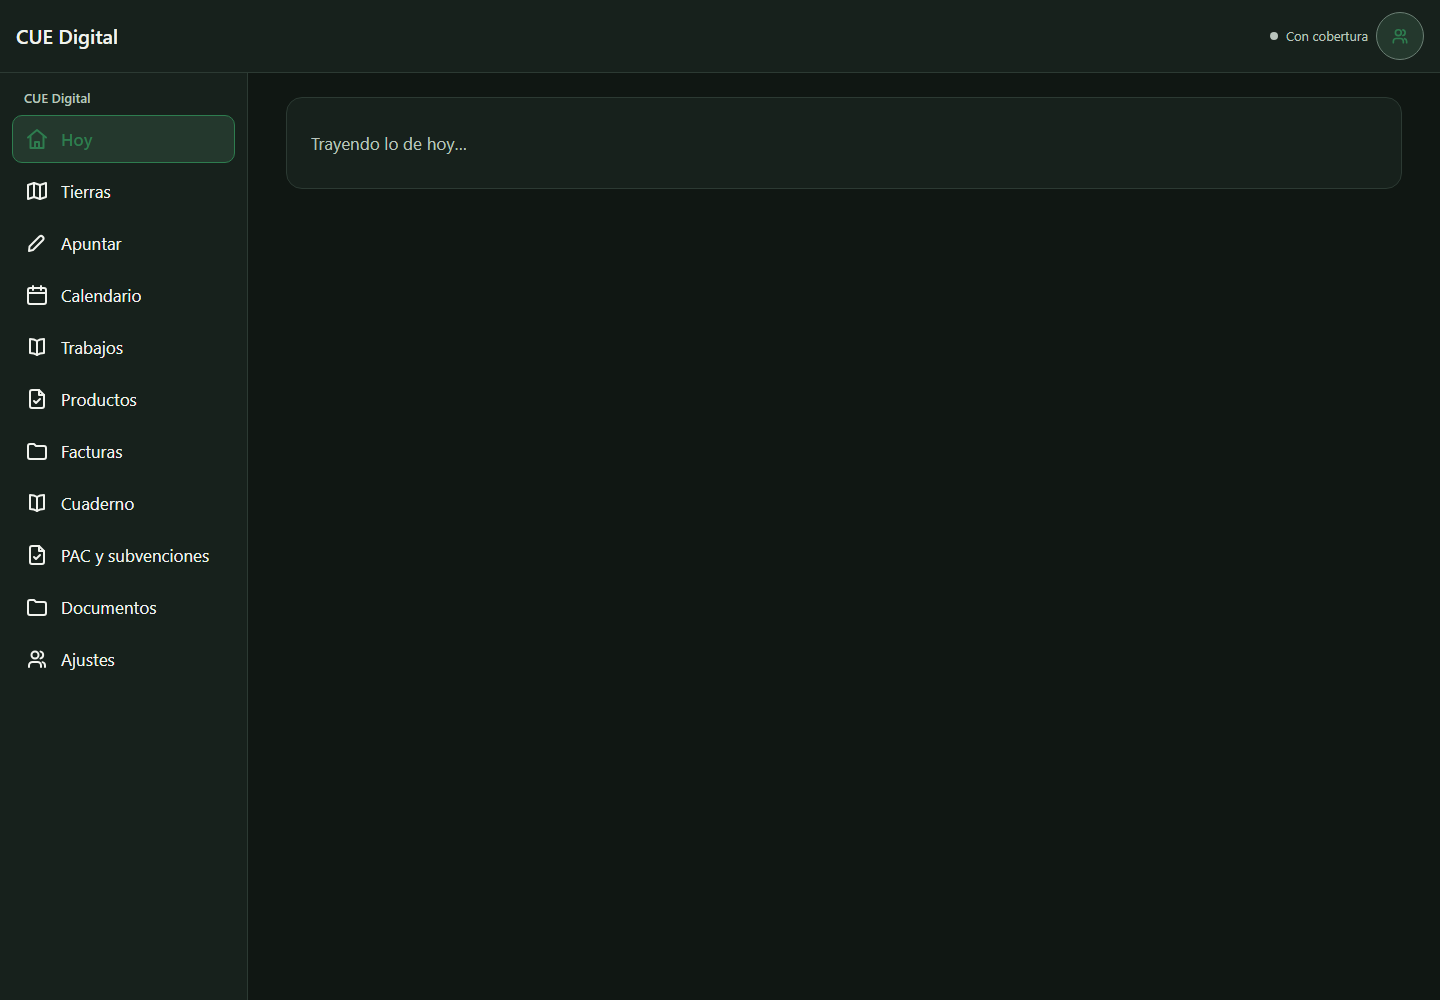 CUE Digital
Con cobertura
CUE Digital
Hoy
Tierras
Apuntar
Calendario
Trabajos
Productos
Facturas
Cuaderno
PAC y subvenciones
Documentos
Ajustes
Trayendo lo de hoy...